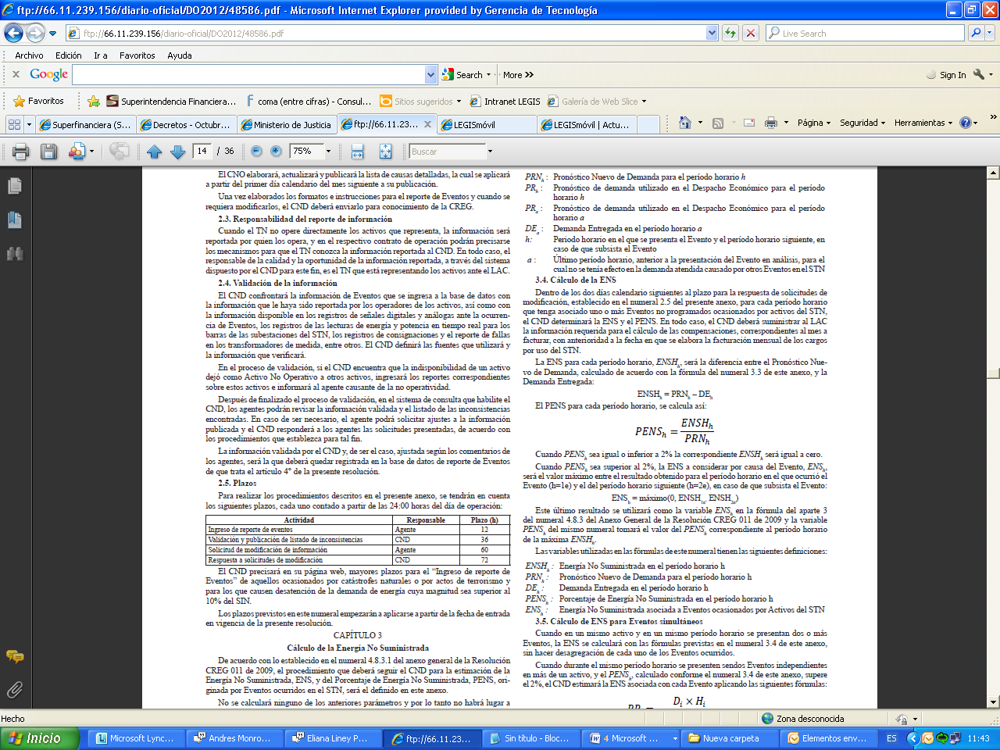 ftp://66.11.239.156/diario-oficial/DO2012/48586.pdf - Microsoft Internet Explorer provided by Gerencia de Tecnología
ftp://66.11.239.156/diario-oficial/DO2012/48586.pdf
Live Search
Archivo Edición Ir a Favoritos Ayuda
Google Search More » Sign In
Favoritos Superintendencia Financiera... coma (entre cifras) - Consul... Sitios sugeridos Intranet LEGIS Galería de Web Slice
Superfinanciera (S... Decretos - Octubr... Ministerio de Justicia ftp://66.11.23... LEGISmóvil LEGISmóvil | Actu... Página Seguridad Herramientas
14 / 36 75% Buscar
El CNO elaborará, actualizará y publicará la lista de causas detalladas, la cual se aplicará
a partir del primer día calendario del mes siguiente a su publicación.
Una vez elaborados los formatos e instrucciones para el reporte de Eventos y cuando se
requiera modificarlos, el CND deberá enviarlo para conocimiento de la CREG.
2.3. Responsabilidad del reporte de información
Cuando el TN no opere directamente los activos que representa, la información será
reportada por quien los opera, y en el respectivo contrato de operación podrán precisarse
los mecanismos para que el TN conozca la información reportada al CND. En todo caso, el
responsable de la calidad y la oportunidad de la información reportada, a través del sistema
dispuesto por el CND para este fin, es el TN que está representando los activos ante el LAC.
2.4. Validación de la información
El CND confrontará la información de Eventos que se ingresa a la base de datos con
la información que le haya sido reportada por los operadores de los activos, así como con
la información disponible en los registros de señales digitales y análogas ante la ocurren-
cia de Eventos, los registros de las lecturas de energía y potencia en tiempo real para los
barras de las subestaciones del STN, los registros de consignaciones y el reporte de fallas
en los transformadores de medida, entre otros. El CND definirá las fuentes que utilizará y
la información que verificará.
En el proceso de validación, si el CND encuentra que la indisponibilidad de un activo
dejó como Activo No Operativo a otros activos, ingresará los reportes correspondientes
sobre estos activos e informará al agente causante de la no operatividad.
Después de finalizado el proceso de validación, en el sistema de consulta que habilite el
CND, los agentes podrán revisar la información validada y el listado de las inconsistencias
encontradas. En caso de ser necesario, el agente podrá solicitar ajustes a la información
publicada y el CND responderá a los agentes las solicitudes presentadas, de acuerdo con
los procedimientos que establezca para tal fin.
La información validada por el CND y, de ser el caso, ajustada según los comentarios de
los agentes, será la que deberá quedar registrada en la base de datos de reporte de Eventos
de que trata el artículo 4° de la presente resolución.
2.5. Plazos
Para realizar los procedimientos descritos en el presente anexo, se tendrán en cuenta
los siguientes plazos, cada uno contado a partir de las 24:00 horas del día de operación:
Actividad Responsable Plazo (h)
Ingreso de reporte de eventos Agente 12
Validación y publicación de listado de inconsistencias CND 36
Solicitud de modificación de información Agente 60
Respuesta a solicitudes de modificación CND 72
El CND precisará en su página web, mayores plazos para el “Ingreso de reporte de
Eventos” de aquellos ocasionados por catástrofes naturales o por actos de terrorismo y
para los que causen desatención de la demanda de energía cuya magnitud sea superior al
10% del SIN.
Los plazos previstos en este numeral empezarán a aplicarse a partir de la fecha de entrada
en vigencia de la presente resolución.
CAPÍTULO 3
Cálculo de la Energía No Suministrada
De acuerdo con lo establecido en el numeral 4.8.3.1 del anexo general de la Resolución
CREG 011 de 2009, el procedimiento que deberá seguir el CND para la estimación de la
Energía No Suministrada, ENS, y del Porcentaje de Energía No Suministrada, PENS, ori-
ginada por Eventos ocurridos en el STN, será el definido en este anexo.
No se calculará ninguno de los anteriores parámetros y por lo tanto no habrá lugar a
PRNh : Pronóstico Nuevo de Demanda para el período horario h
PRh : Pronóstico de demanda utilizado en el Despacho Económico para el período
horario h
PRa : Pronóstico de demanda utilizado en el Despacho Económico para el período
horario a
DEa : Demanda Entregada en el período horario a
h: Periodo horario en el que se presenta el Evento y el período horario siguiente, en
caso de que subsista el Evento
a : Último período horario, anterior a la presentación del Evento en análisis, para el
cual no se tenía efecto en la demanda atendida causado por otros Eventos en el STN
3.4. Cálculo de la ENS
Dentro de los dos días calendario siguientes al plazo para la respuesta de solicitudes de
modificación, establecido en el numeral 2.5 del presente anexo, para cada período horario
que tenga asociado uno o más Eventos no programados ocasionados por activos del STN,
el CND determinará la ENS y el PENS. En todo caso, el CND deberá suministrar al LAC
la información requerida para el cálculo de las compensaciones, correspondientes al mes a
facturar, con anterioridad a la fecha en que se elabora la facturación mensual de los cargos
por uso del STN.
La ENS para cada período horario, ENSHh, será la diferencia entre el Pronóstico Nue-
vo de Demanda, calculado de acuerdo con la fórmula del numeral 3.3 de este anexo, y la
Demanda Entregada:
ENSHh = PRNh – DEh
El PENS para cada período horario, se calcula así:
PENSh = ENSHh / PRNh
Cuando PENSh sea igual o inferior a 2% la correspondiente ENSHh será igual a cero.
Cuando PENSh sea superior al 2%, la ENS a considerar por causa del Evento, ENSh,
será el valor máximo entre el resultado obtenido para el período horario en el que ocurrió el
Evento (h=1e) y el del período horario siguiente (h=2e), en caso de que subsista el Evento:
ENSh = máximo(0, ENSH1e, ENSH2e)
Este último resultado se utilizará como la variable ENSh en la fórmula del aparte 3
del numeral 4.8.3 del Anexo General de la Resolución CREG 011 de 2009 y la variable
PENSh del mismo numeral tomará el valor del PENSh correspondiente al período horario
de la máxima ENSHh.
Las variables utilizadas en las fórmulas de este numeral tienen las siguientes definiciones:
ENSHh : Energía No Suministrada en el período horario h
PRNh : Pronóstico Nuevo de Demanda para el período horario h
DEh : Demanda Entregada en el período horario h
PENSh : Porcentaje de Energía No Suministrada en el período horario h
ENSh : Energía No Suministrada asociada a Eventos ocasionados por Activos del STN
3.5. Cálculo de ENS para Eventos simultáneos
Cuando en un mismo activo y en un mismo período horario se presentan dos o más
Eventos, la ENS se calculará con las fórmulas previstas en el numeral 3.4 de este anexo,
sin hacer desagregación de cada uno de los Eventos ocurridos.
Cuando durante el mismo período horario se presenten sendos Eventos independientes
en más de un activo, y el PENSh, calculado conforme el numeral 3.4 de este anexo, supere
el 2%, el CND estimará la ENS asociada con cada Evento aplicando las siguientes fórmulas:
Di × Hi
Hecho Zona desconocida
Inicio Microsoft Lync... Andres Monro... Eliana Liney P... ftp://66.11.23... Sin título - Bloc... 4 Microsoft ... Nueva carpeta Elementos env... ES 11:43